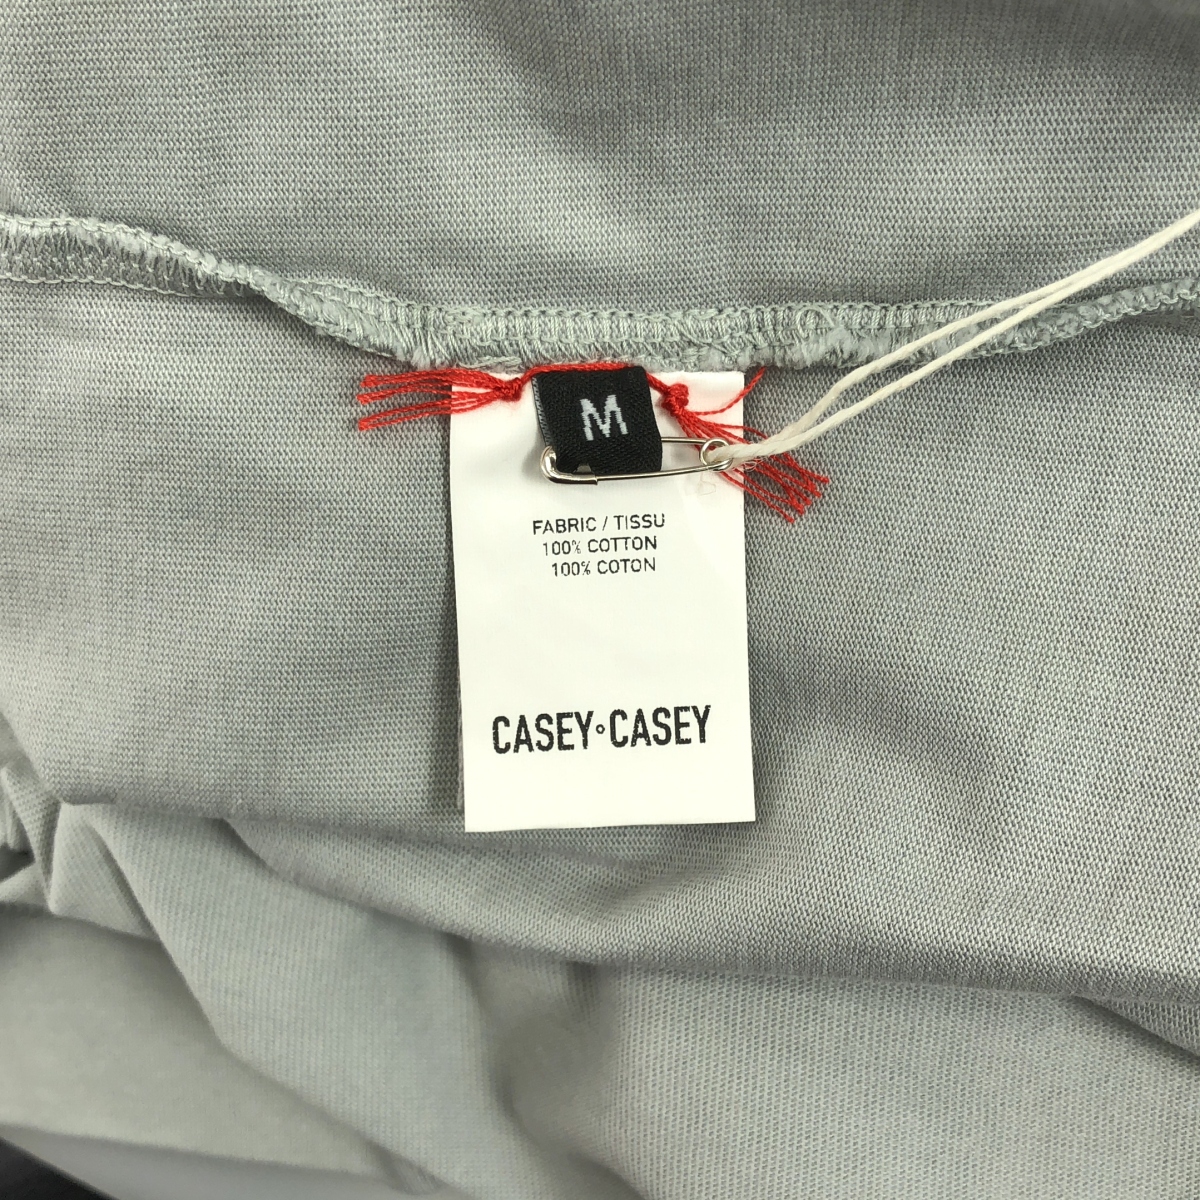 M
FABRIC / TISSU
100% COTTON
100% COTON
CASEY°CASEY